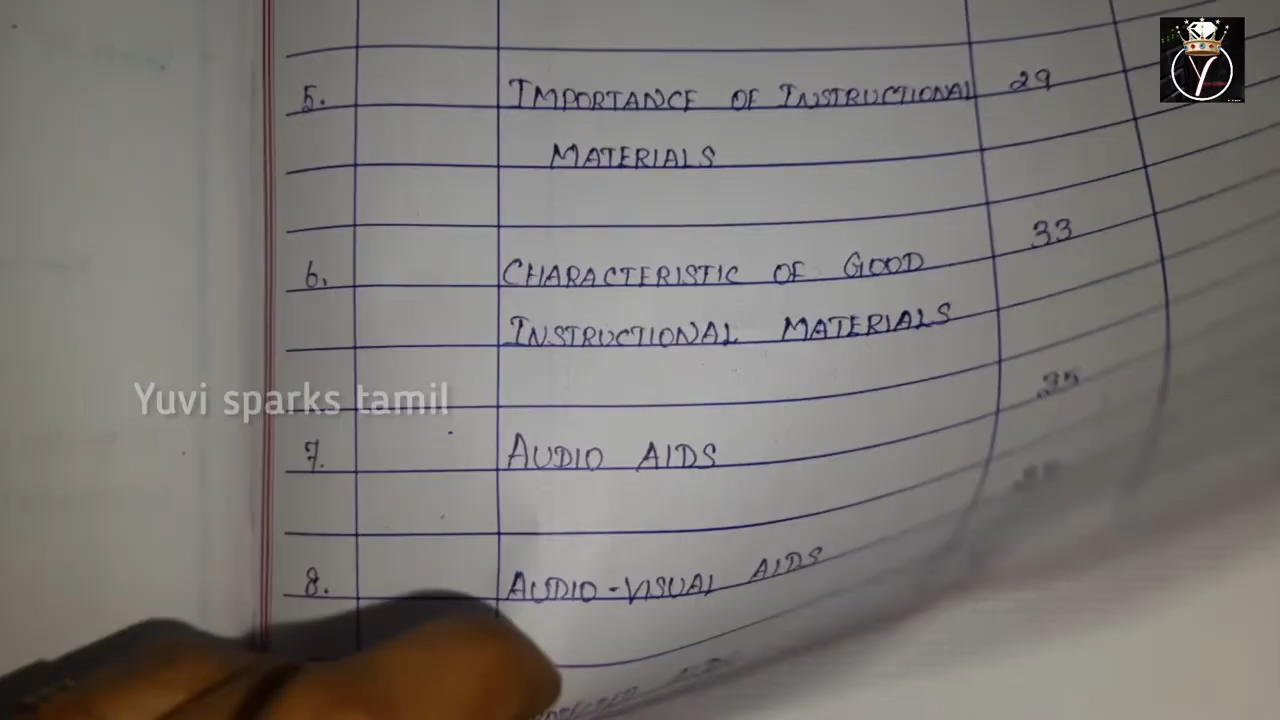 5. IMPORTANCE OF INSTRUCTIONAL 29
MATERIALS
6. CHARACTERISTIC OF GOOD 33
INSTRUCTIONAL MATERIALS
Yuvi sparks tamil
35
7. AUDIO AIDS
8. AUDIO-VISUAL AIDS
Y